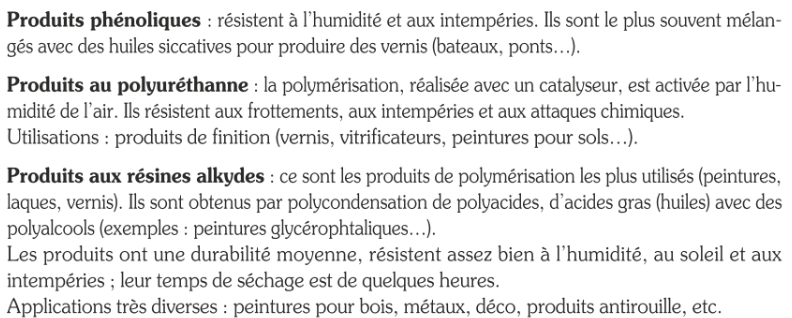 Produits phénoliques : résistent à l'humidité et aux intempéries. Ils sont le plus souvent mélan-
gés avec des huiles siccatives pour produire des vernis (bateaux, ponts…).
Produits au polyuréthanne : la polymérisation, réalisée avec un catalyseur, est activée par l'hu-
midité de l'air. Ils résistent aux frottements, aux intempéries et aux attaques chimiques.
Utilisations : produits de finition (vernis, vitrificateurs, peintures pour sols…).
Produits aux résines alkydes : ce sont les produits de polymérisation les plus utilisés (peintures,
laques, vernis). Ils sont obtenus par polycondensation de polyacides, d'acides gras (huiles) avec des
polyalcools (exemples : peintures glycérophtaliques…).
Les produits ont une durabilité moyenne, résistent assez bien à l'humidité, au soleil et aux
intempéries ; leur temps de séchage est de quelques heures.
Applications très diverses : peintures pour bois, métaux, déco, produits antirouille, etc.